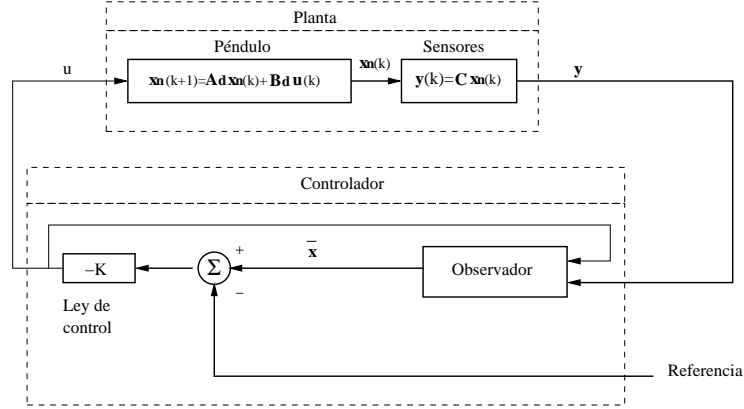 Planta
Péndulo
Sensores
u
xn(k+1)=Ad xn(k)+Bd u(k)
xn(k)
y(k)=C xn(k)
y
Controlador
−K
Σ
+
−
x̄
Observador
Ley de
control
Referencia